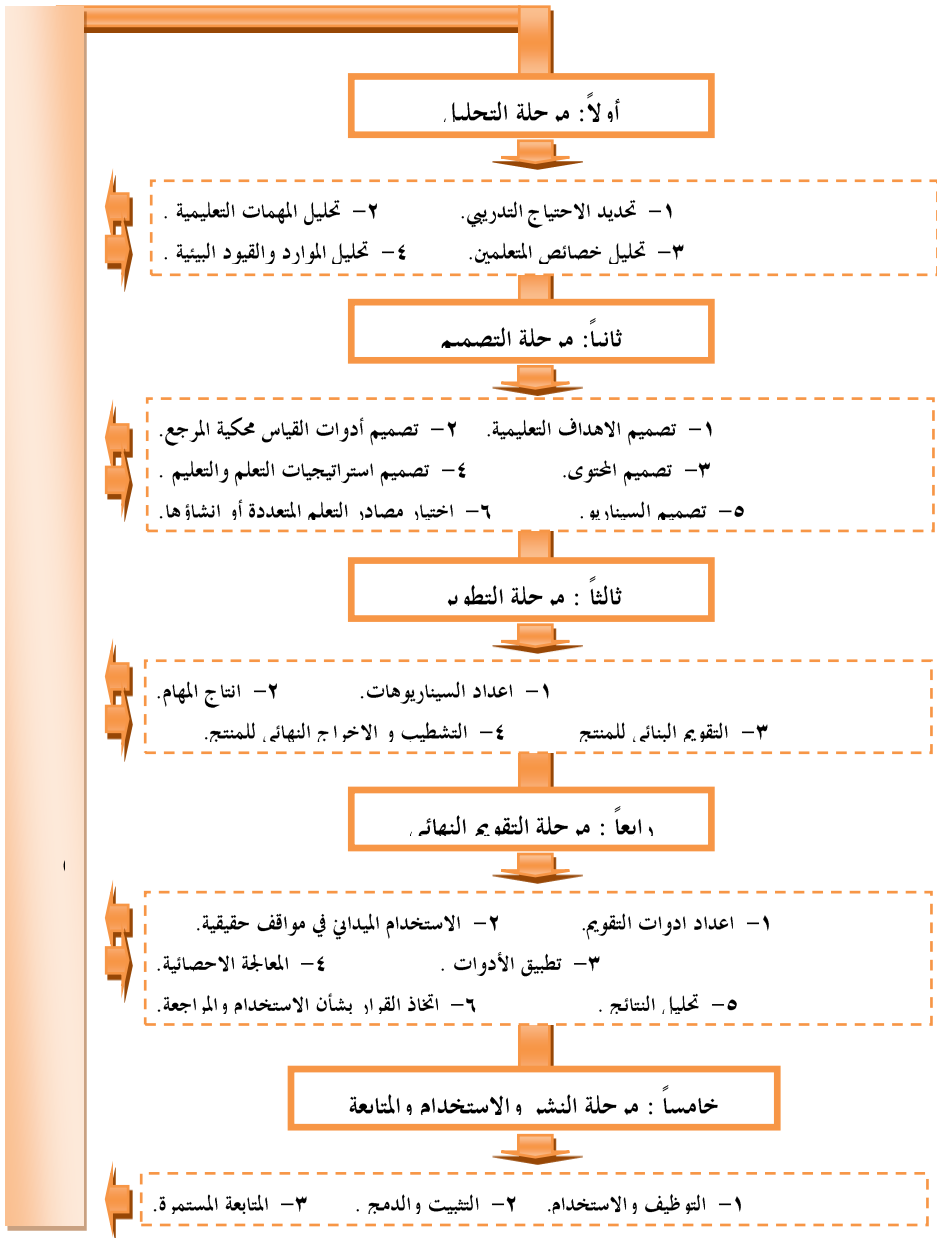 أولاً: مرحلة التحليل
١- تحديد الاحتياج التدريبي. ٢- تحليل المهمات التعليمية .
٣- تحليل خصائص المتعلمين. ٤- تحليل الموارد والقيود البيئية .
ثانياً: مرحلة التصميم
١- تصميم الاهداف التعليمية. ٢- تصميم أدوات القياس محكية المرجع.
٣- تصميم المحتوى. ٤- تصميم استراتيجيات التعلم والتعليم .
٥- تصميم السيناريو. ٦- اختيار مصادر التعلم المتعددة أو انشاؤها.
ثالثاً : مرحلة التطوير
١- اعداد السيناريوهات. ٢- انتاج المهام.
٣- التقويم البنائي للمنتج ٤- التشطيب و الاخراج النهائي للمنتج.
رابعاً : مرحلة التقويم النهائي
١- اعداد ادوات التقويم. ٢- الاستخدام الميداني في مواقف حقيقية.
٣- تطبيق الأدوات . ٤- المعالجة الاحصائية.
٥- تحليل النتائج . ٦- اتخاذ القرار بشأن الاستخدام والمراجعة.
خامساً : مرحلة النشر والاستخدام والمتابعة
١- التوظيف والاستخدام. ٢- التثبيت والدمج . ٣- المتابعة المستمرة.